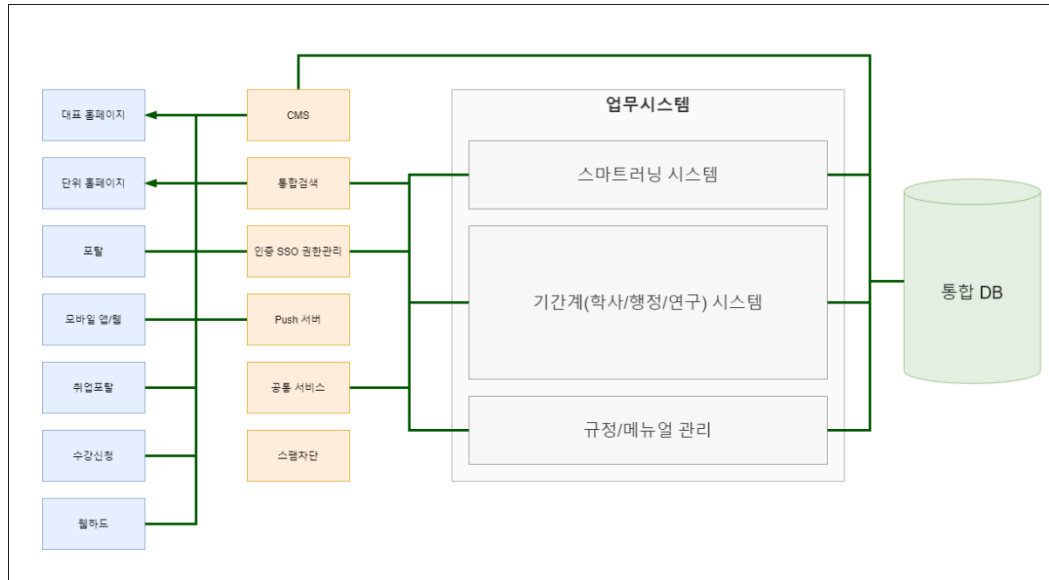 대표 홈페이지
단위 홈페이지
포탈
모바일 앱/웹
취업포탈
수강신청
웹하드
CMS
통합검색
인증 SSO 권한관리
Push 서버
공통 서비스
스팸차단
업무시스템
스마트러닝 시스템
기간계(학사/행정/연구) 시스템
규정/메뉴얼 관리
통합 DB